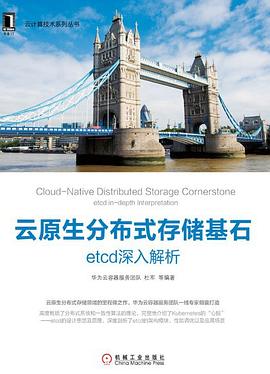 云计算技术系列丛书
Cloud-Native Distributed Storage Cornerstone
etcd in-depth Interpretation
云原生分布式存储基石
etcd深入解析
华为云容器服务团队 杜军 等编著
云原生分布式存储领域的里程碑之作，华为云容器服务团队一线专家倾囊打造
机械工业出版社
China Machine Press